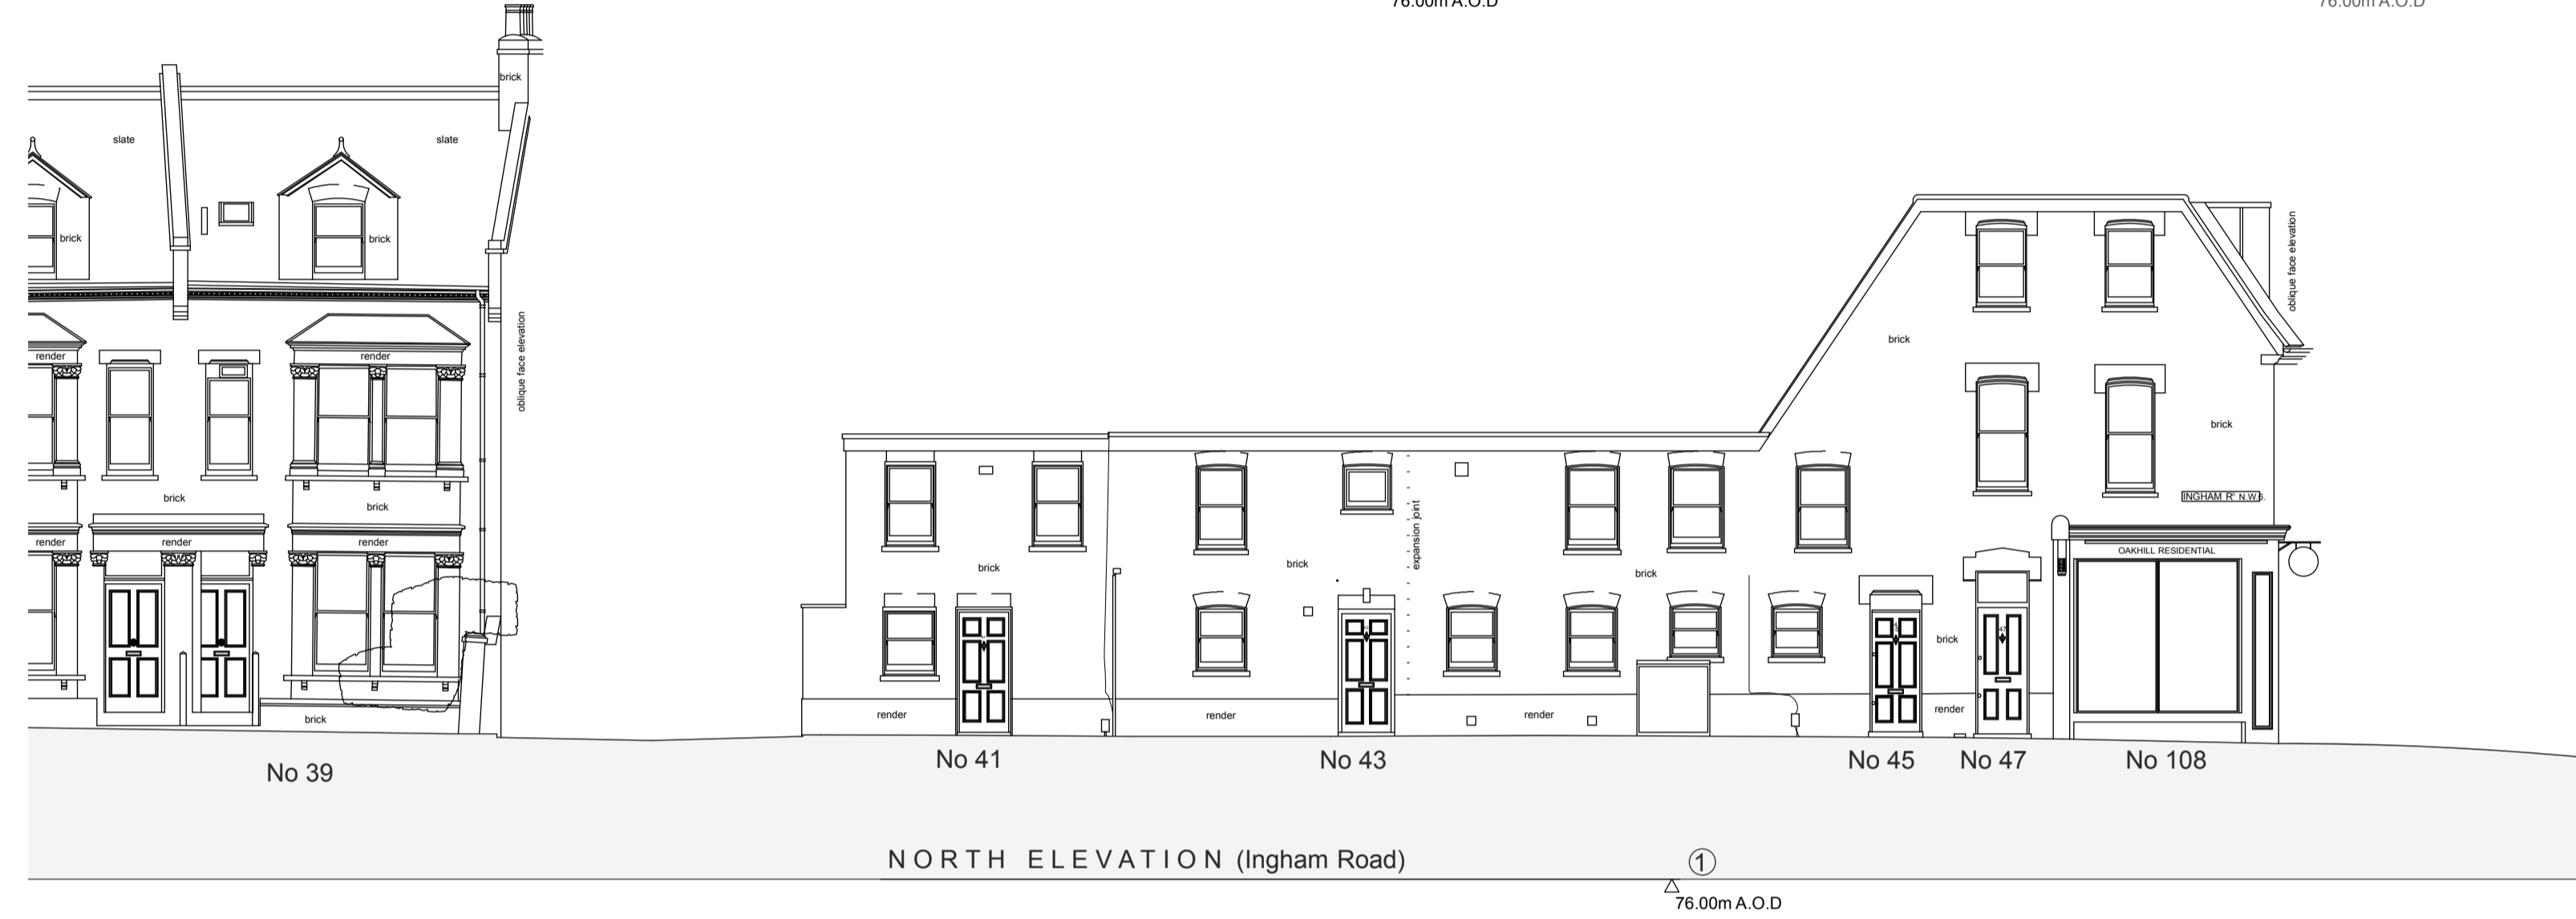 76.00m A.O.D
76.00m A.O.D
brick
slate
slate
brick
brick
oblique face elevation
oblique face elevation
brick
render
render
brick
brick
brick
INGHAM Rᴰ N.W.6.
render
render
render
OAKHILL RESIDENTIAL
expansion joint
brick
brick
brick
brick
render
render
render
render
brick
47
No 41
No 43
No 45
No 47
No 108
No 39
NORTH ELEVATION (Ingham Road)
1
76.00m A.O.D